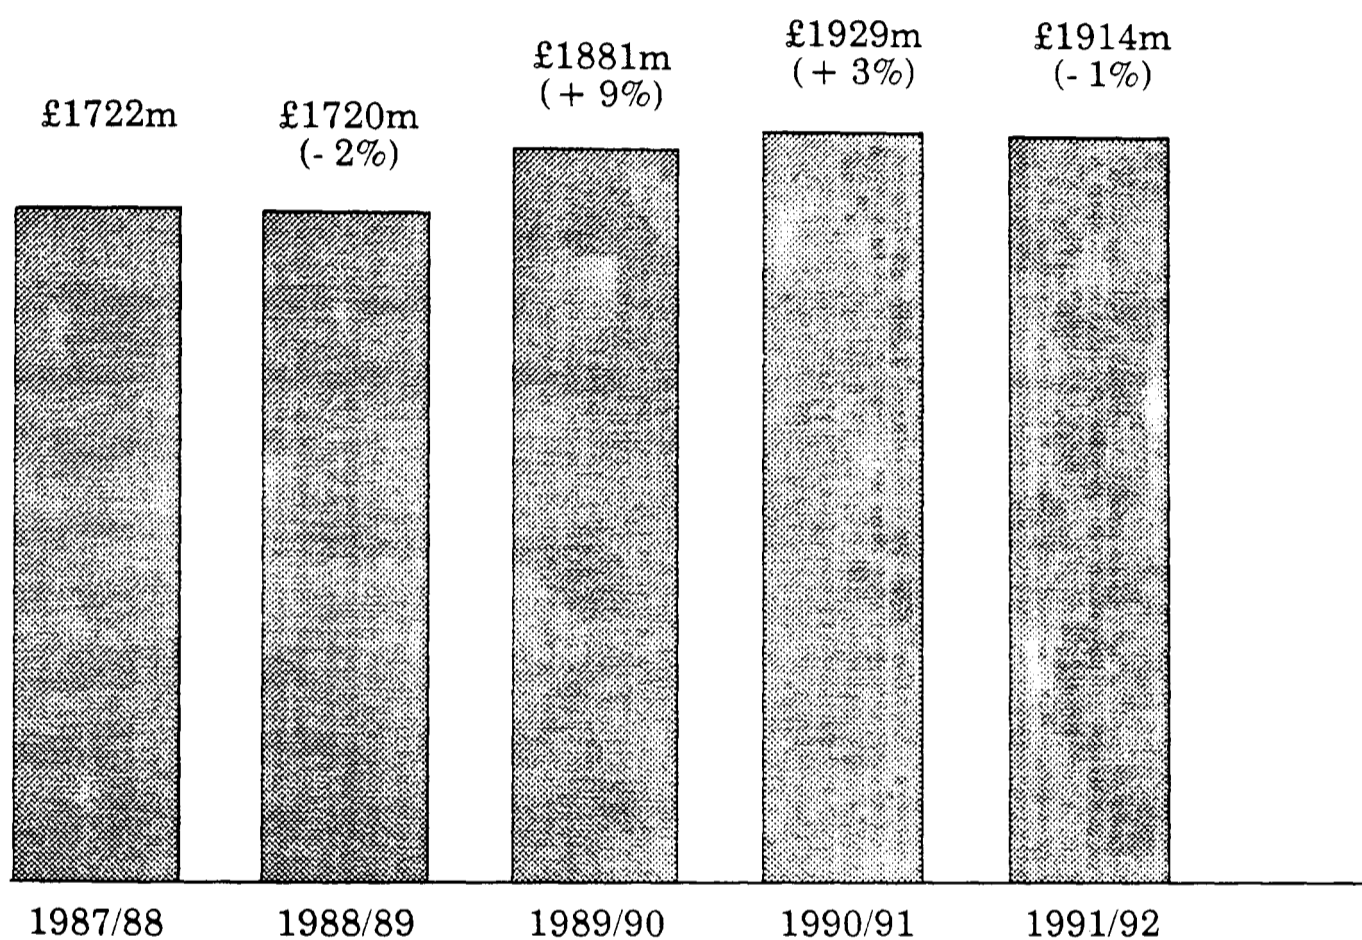 £1722m
£1720m
(- 2%)
£1881m
(+ 9%)
£1929m
(+ 3%)
£1914m
(- 1%)
1987/88
1988/89
1989/90
1990/91
1991/92